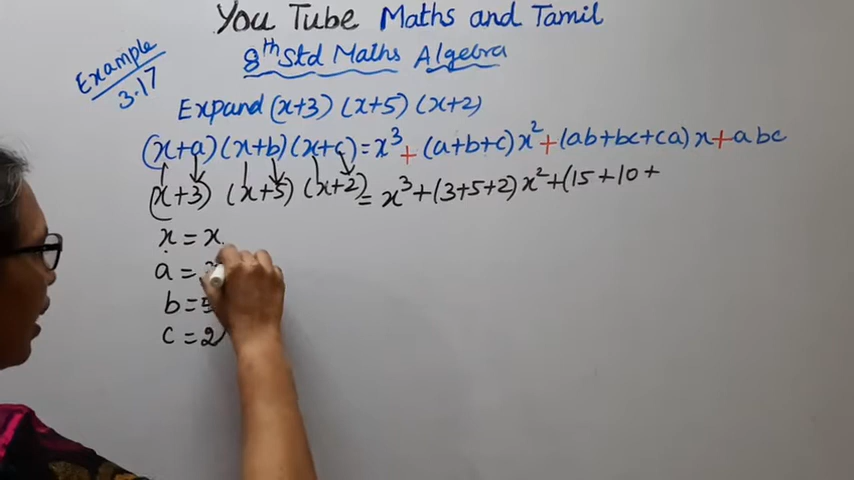 You Tube Maths and Tamil
8th Std Maths Algebra
Example 3.17
Expand (x+3) (x+5) (x+2)
(x+a)(x+b)(x+c)=x³+(a+b+c)x²+(ab+bc+ca)x+abc
(x+3) (x+5) (x+2)=x³+(3+5+2)x²+(15+10+
x=x
a=
b=5
c=2